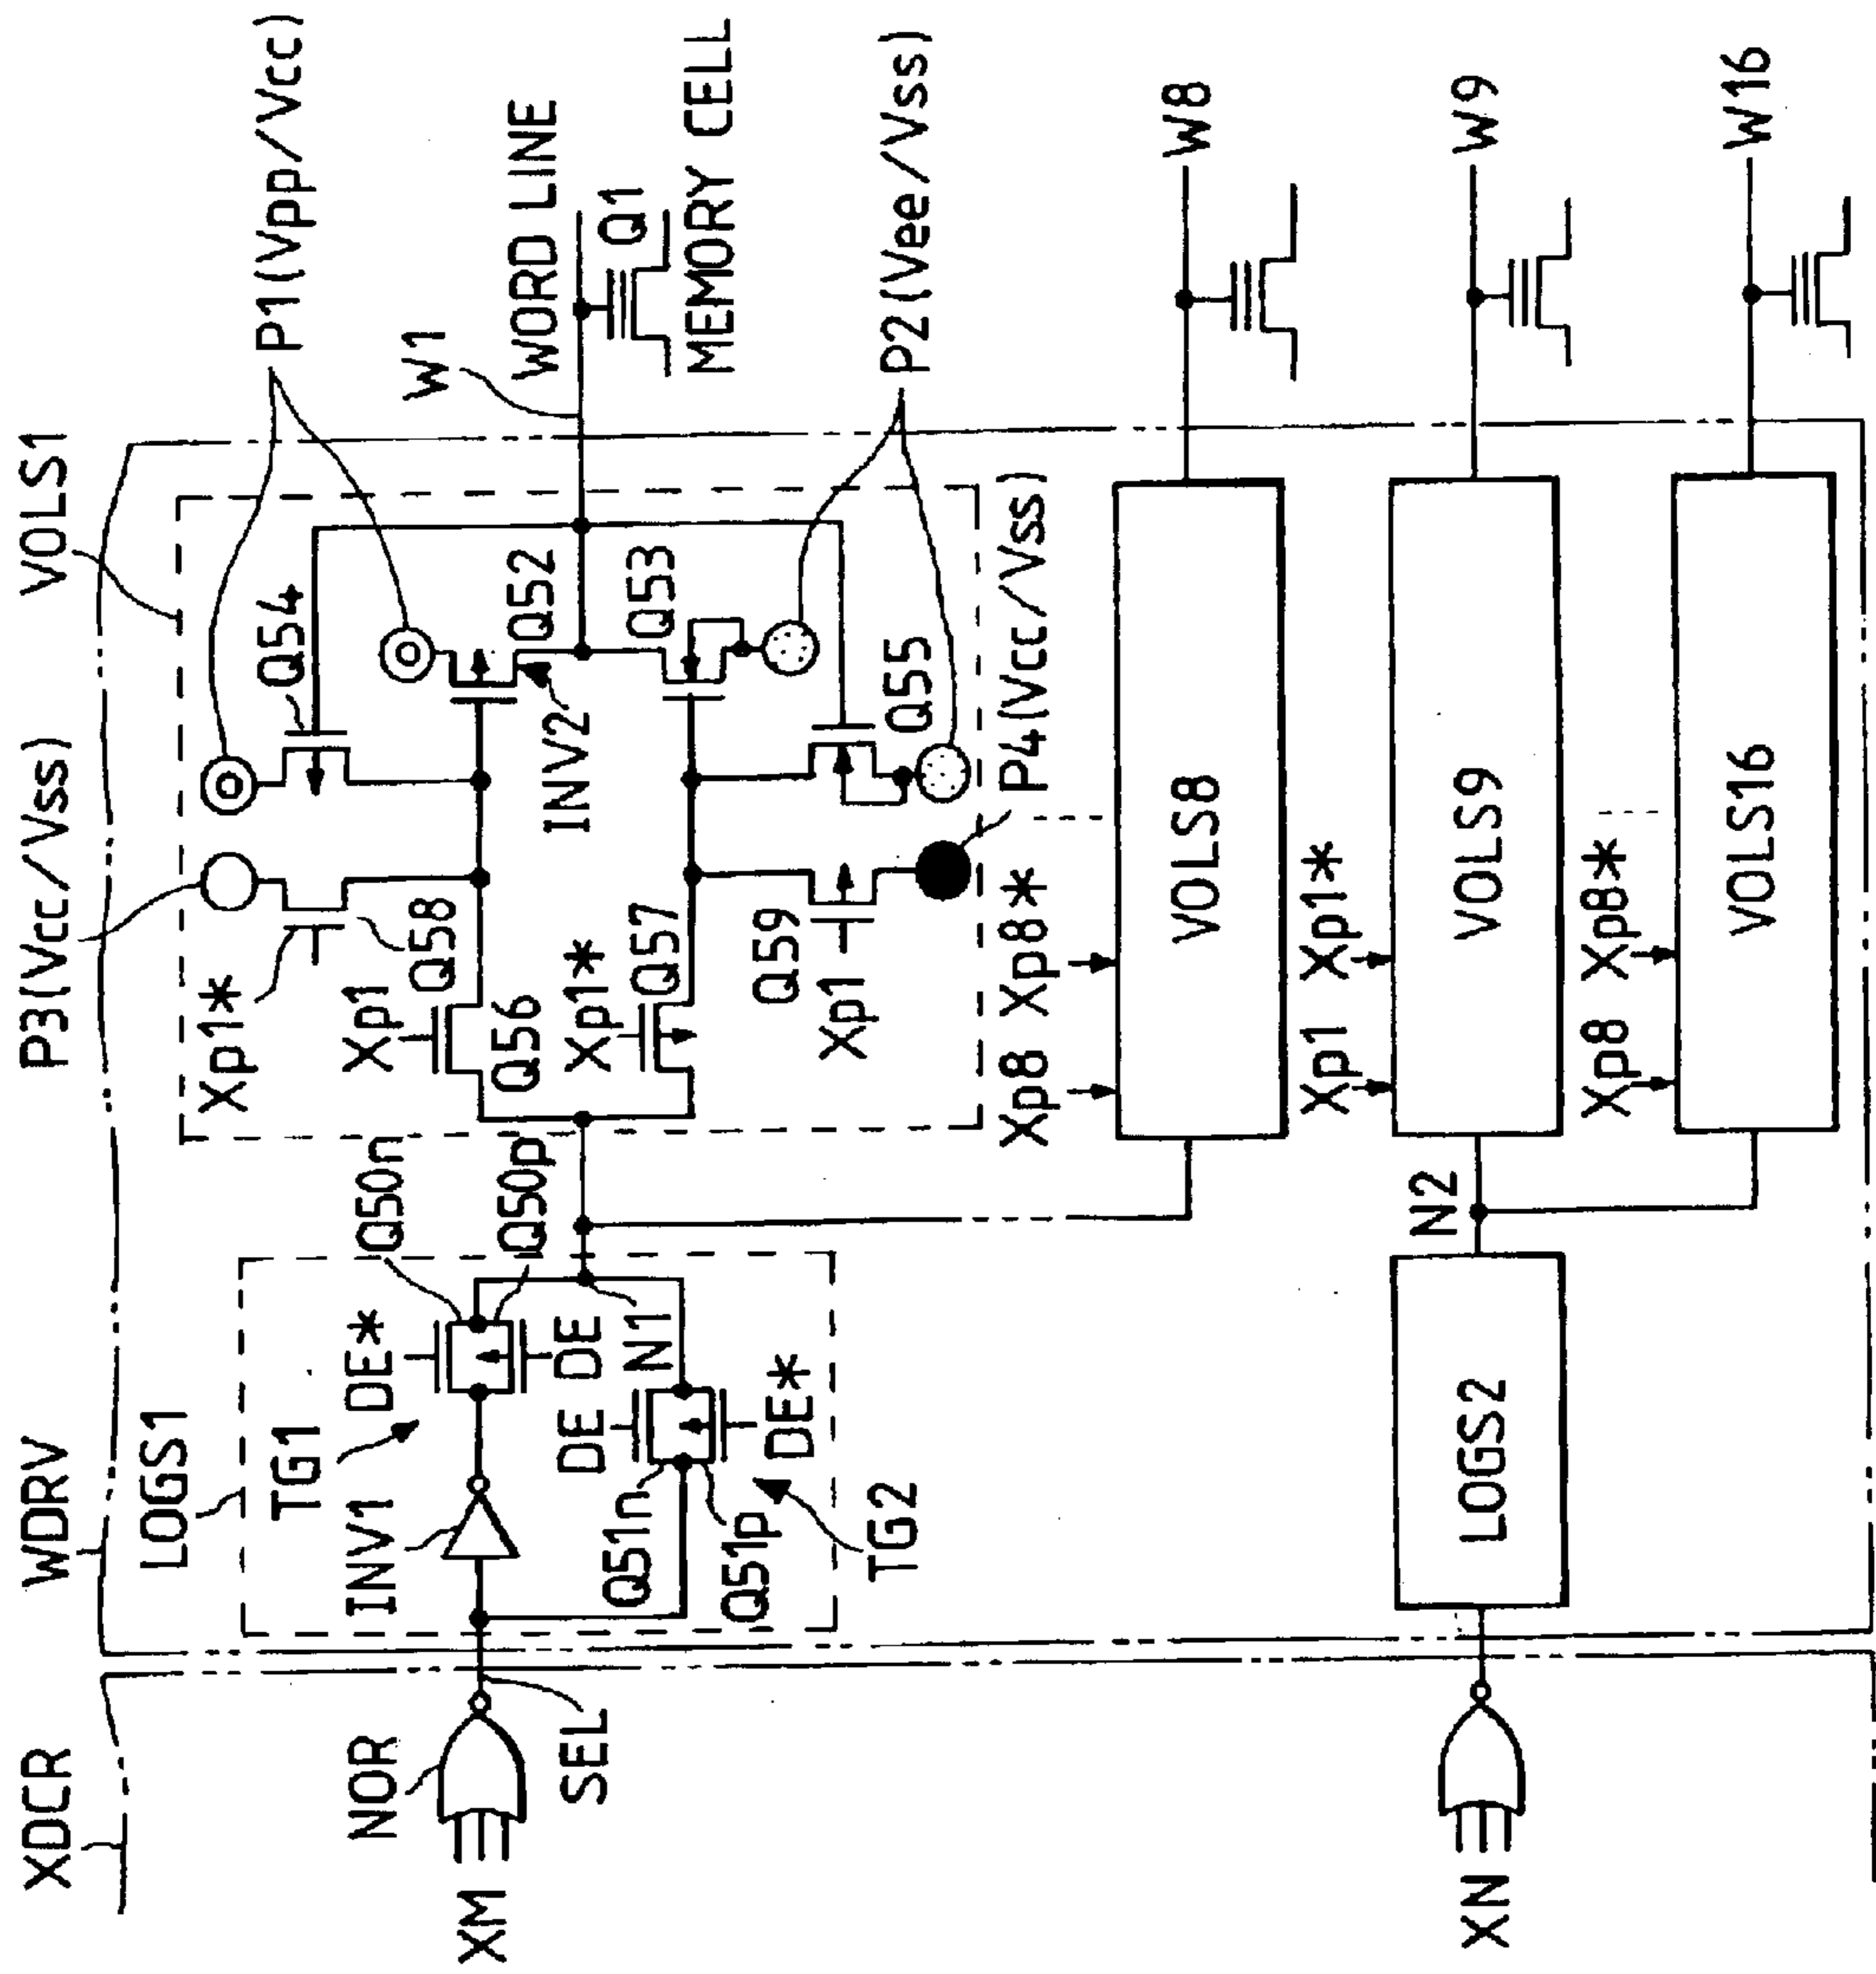 XDCR
WDRV
P3(Vcc/Vss)
VOLS1
P1(Vpp/Vcc)
LOGS1
Xp1*
Q54
W1
WORD LINE
Q1
MEMORY CELL
NOR
TG1
DE*
INV1
Q50n
Xp1
Q58
Q52
XM
SEL
DE
Q50p
Q56
INV2
Q53
DE
N1
Xp1*
Q57
Q51n
Q51p
DE*
TG2
Q59
Xp1
Q55
P2(Vee/Vss)
P4(Vcc/Vss)
Xp8
Xp8*
VOLS8
W8
Xp1
Xp1*
XN
LOGS2
N2
VOLS9
W9
Xp8
Xp8*
VOLS16
W16